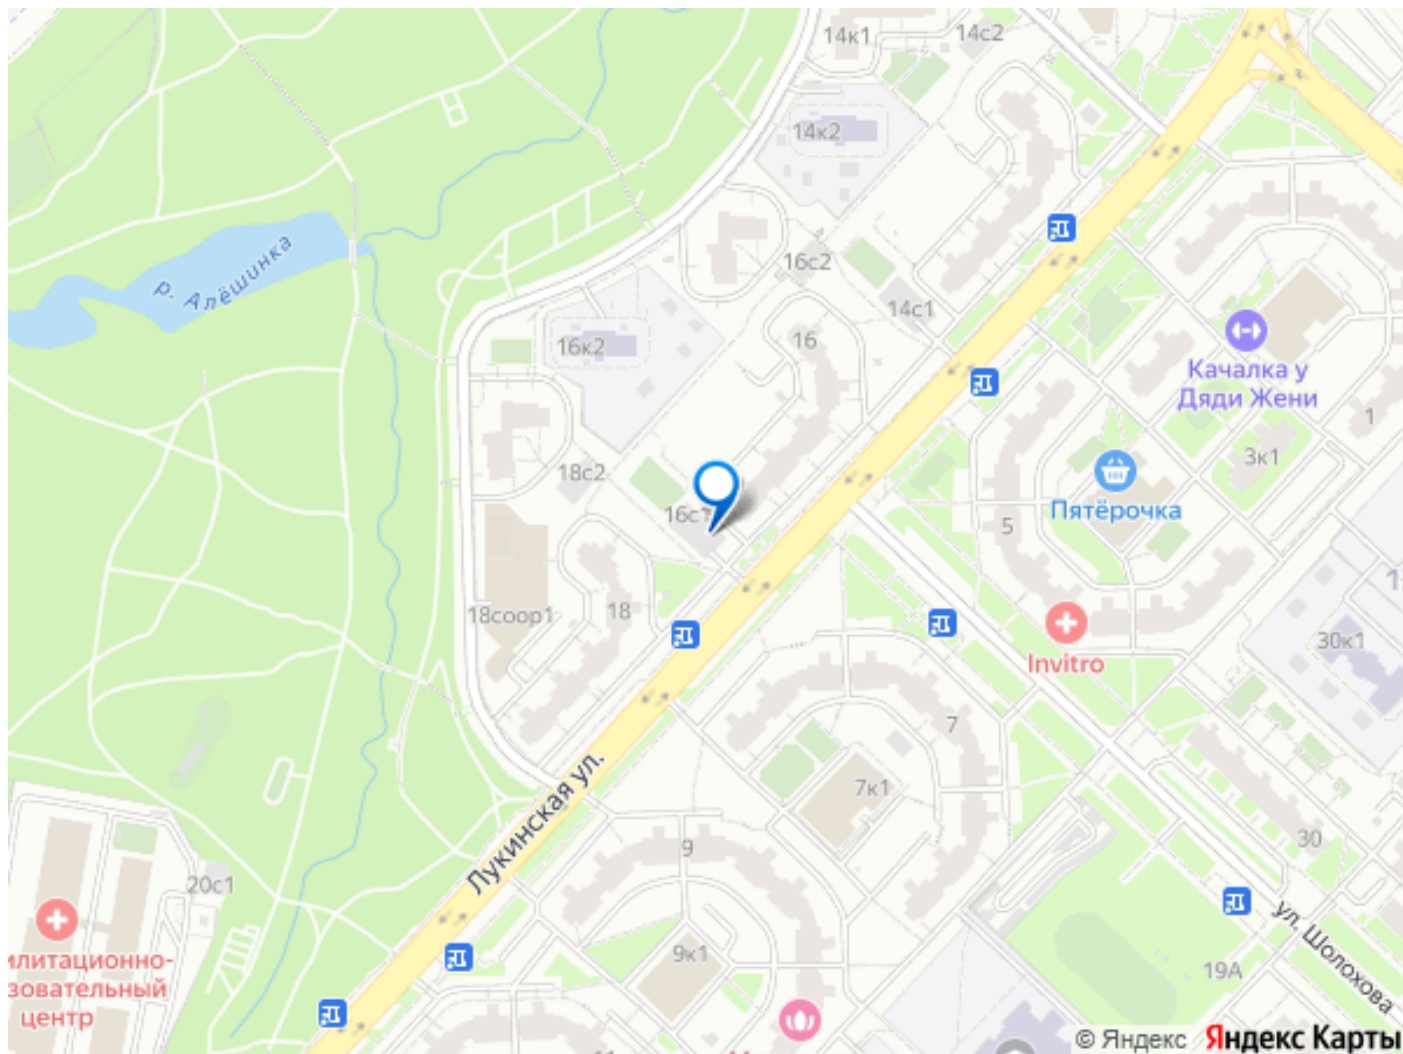 14к1
14с2
14к2
16с2
14с1
р. Алёшинка
16к2
16
Качалка у
Дяди Жени
1
3к1
18с2
16с1
5
Пятёрочка
18соор1
18
Invitro
30к1
7
7к1
30
Лукинская ул.
9
20с1
9к1
19А
ул. Шолохова
илитационно-
зовательный
центр
© Яндекс
Яндекс Карты